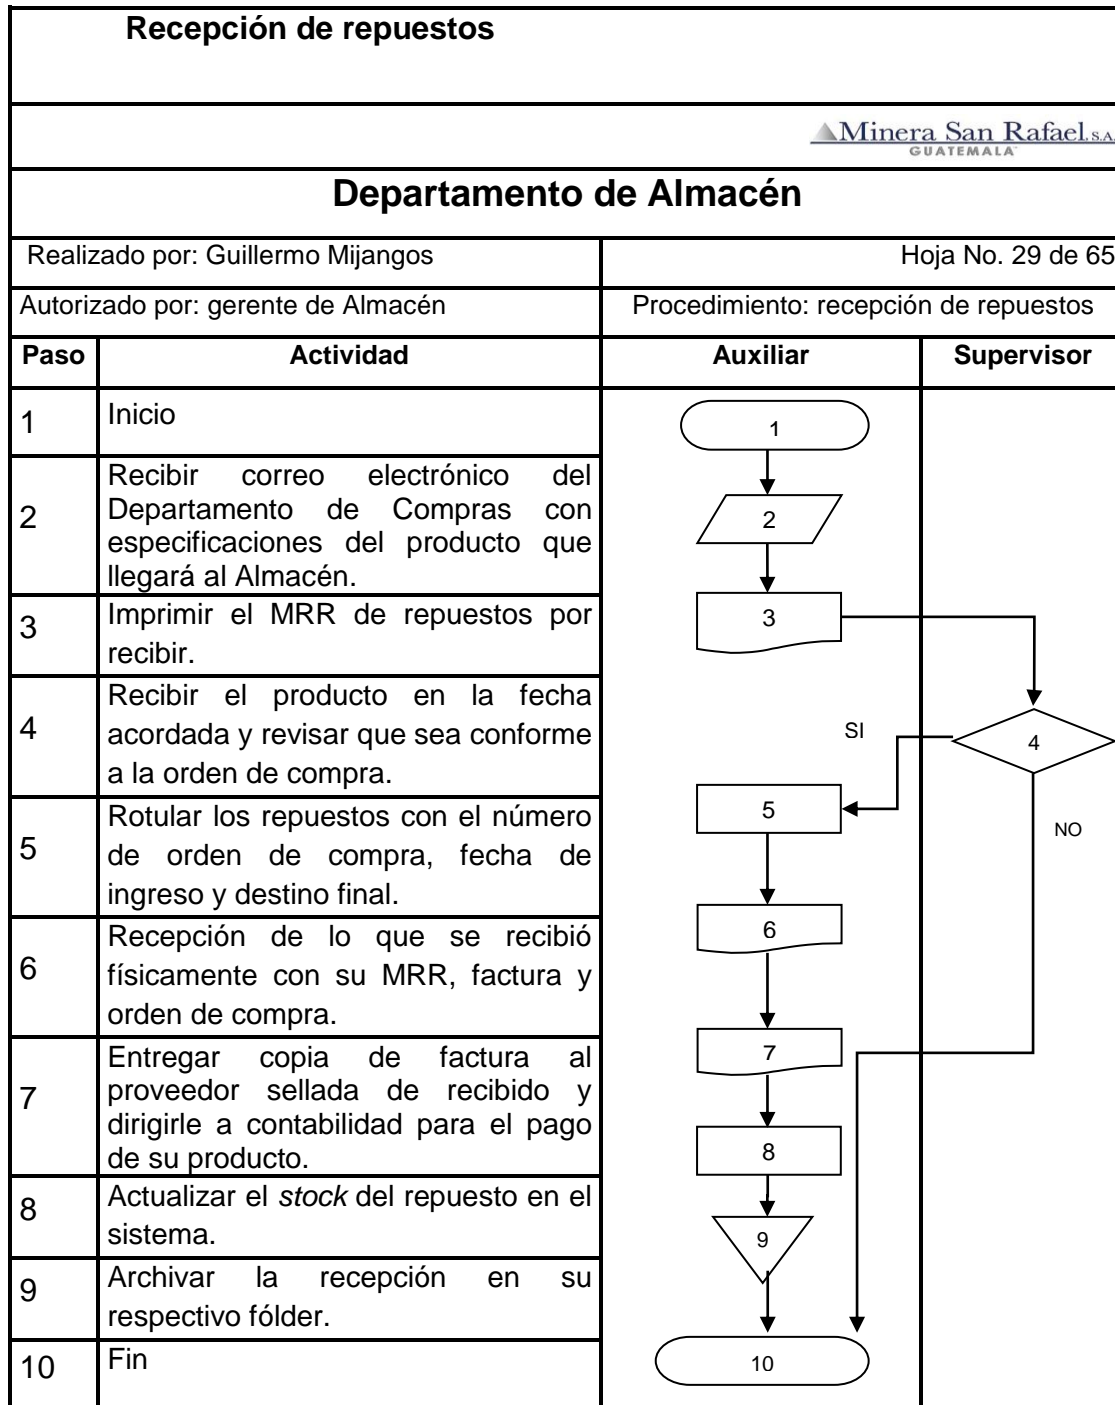 Recepción de repuestos
Minera San Rafael, S.A.
GUATEMALA
Departamento de Almacén
Realizado por: Guillermo Mijangos
Hoja No. 29 de 65
Autorizado por: gerente de Almacén
Procedimiento: recepción de repuestos
Paso
Actividad
Auxiliar
Supervisor
1
Inicio
2
Recibir correo electrónico del
Departamento de Compras con
especificaciones del producto que
llegará al Almacén.
3
Imprimir el MRR de repuestos por
recibir.
4
Recibir el producto en la fecha
acordada y revisar que sea conforme
a la orden de compra.
5
Rotular los repuestos con el número
de orden de compra, fecha de
ingreso y destino final.
6
Recepción de lo que se recibió
físicamente con su MRR, factura y
orden de compra.
7
Entregar copia de factura al
proveedor sellada de recibido y
dirigirle a contabilidad para el pago
de su producto.
8
Actualizar el stock del repuesto en el
sistema.
9
Archivar la recepción en su
respectivo fólder.
10
Fin
1
2
3
SI
4
5
NO
6
7
8
9
10